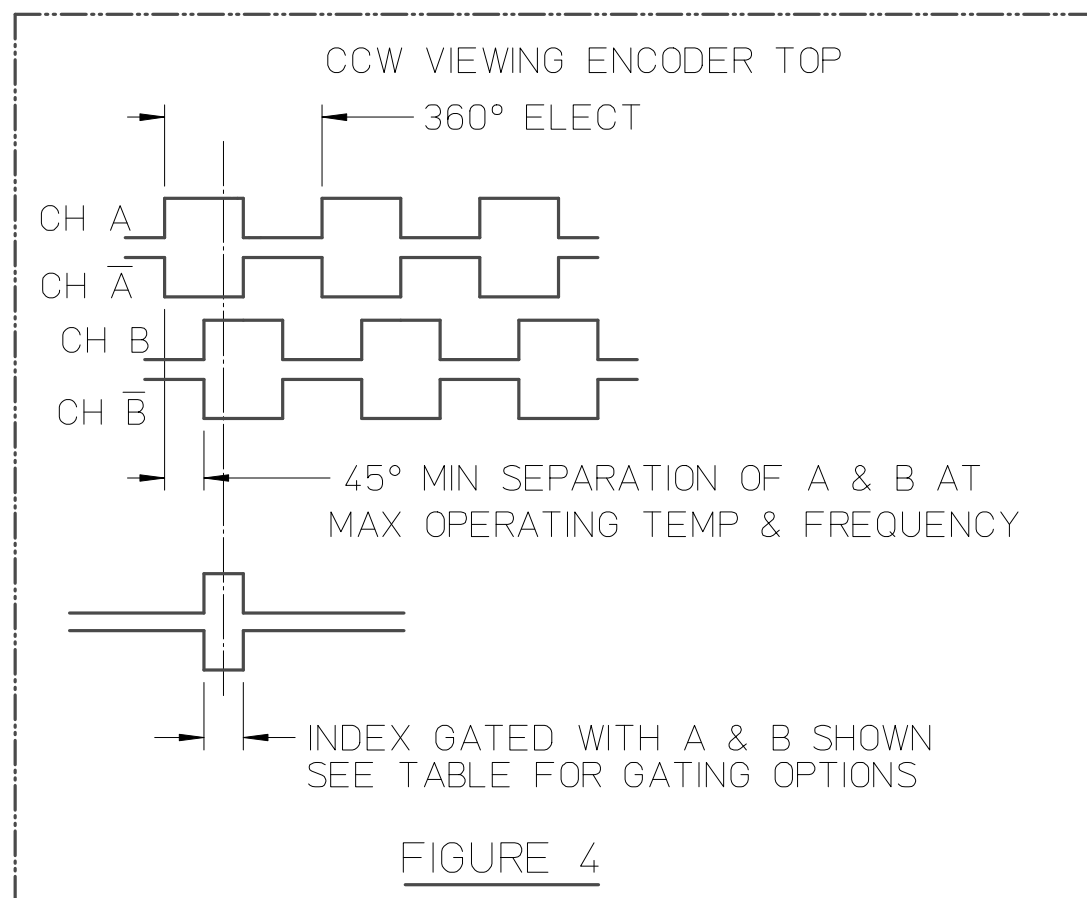 CCW VIEWING ENCODER TOP
360° ELECT
CH A
CH A̅
CH B
CH B̅
45° MIN SEPARATION OF A & B AT
MAX OPERATING TEMP & FREQUENCY
INDEX GATED WITH A & B SHOWN
SEE TABLE FOR GATING OPTIONS
FIGURE 4